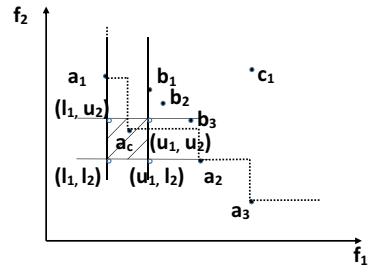 f2
a1
b1
c1
b2
(l1, u2)
b3
ac
(u1, u2)
(l1, l2)
(u1, l2)
a2
a3
f1